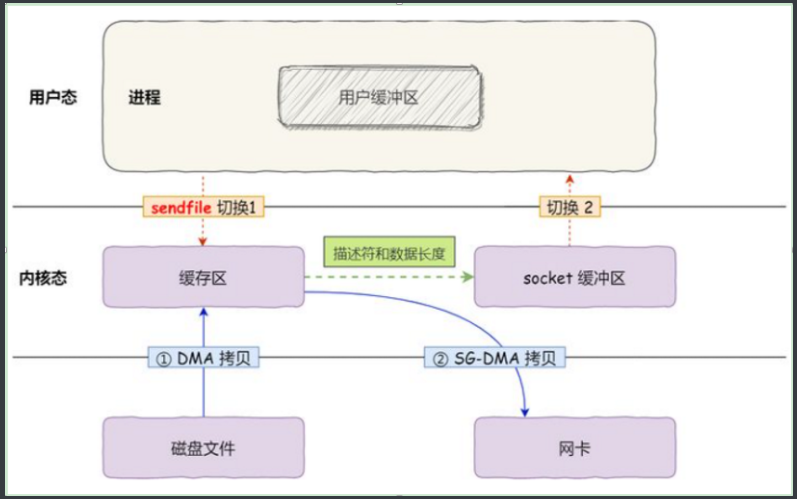 用户态
进程
用户缓冲区
sendfile 切换1
切换 2
描述符和数据长度
内核态
缓存区
socket 缓冲区
① DMA 拷贝
② SG-DMA 拷贝
磁盘文件
网卡